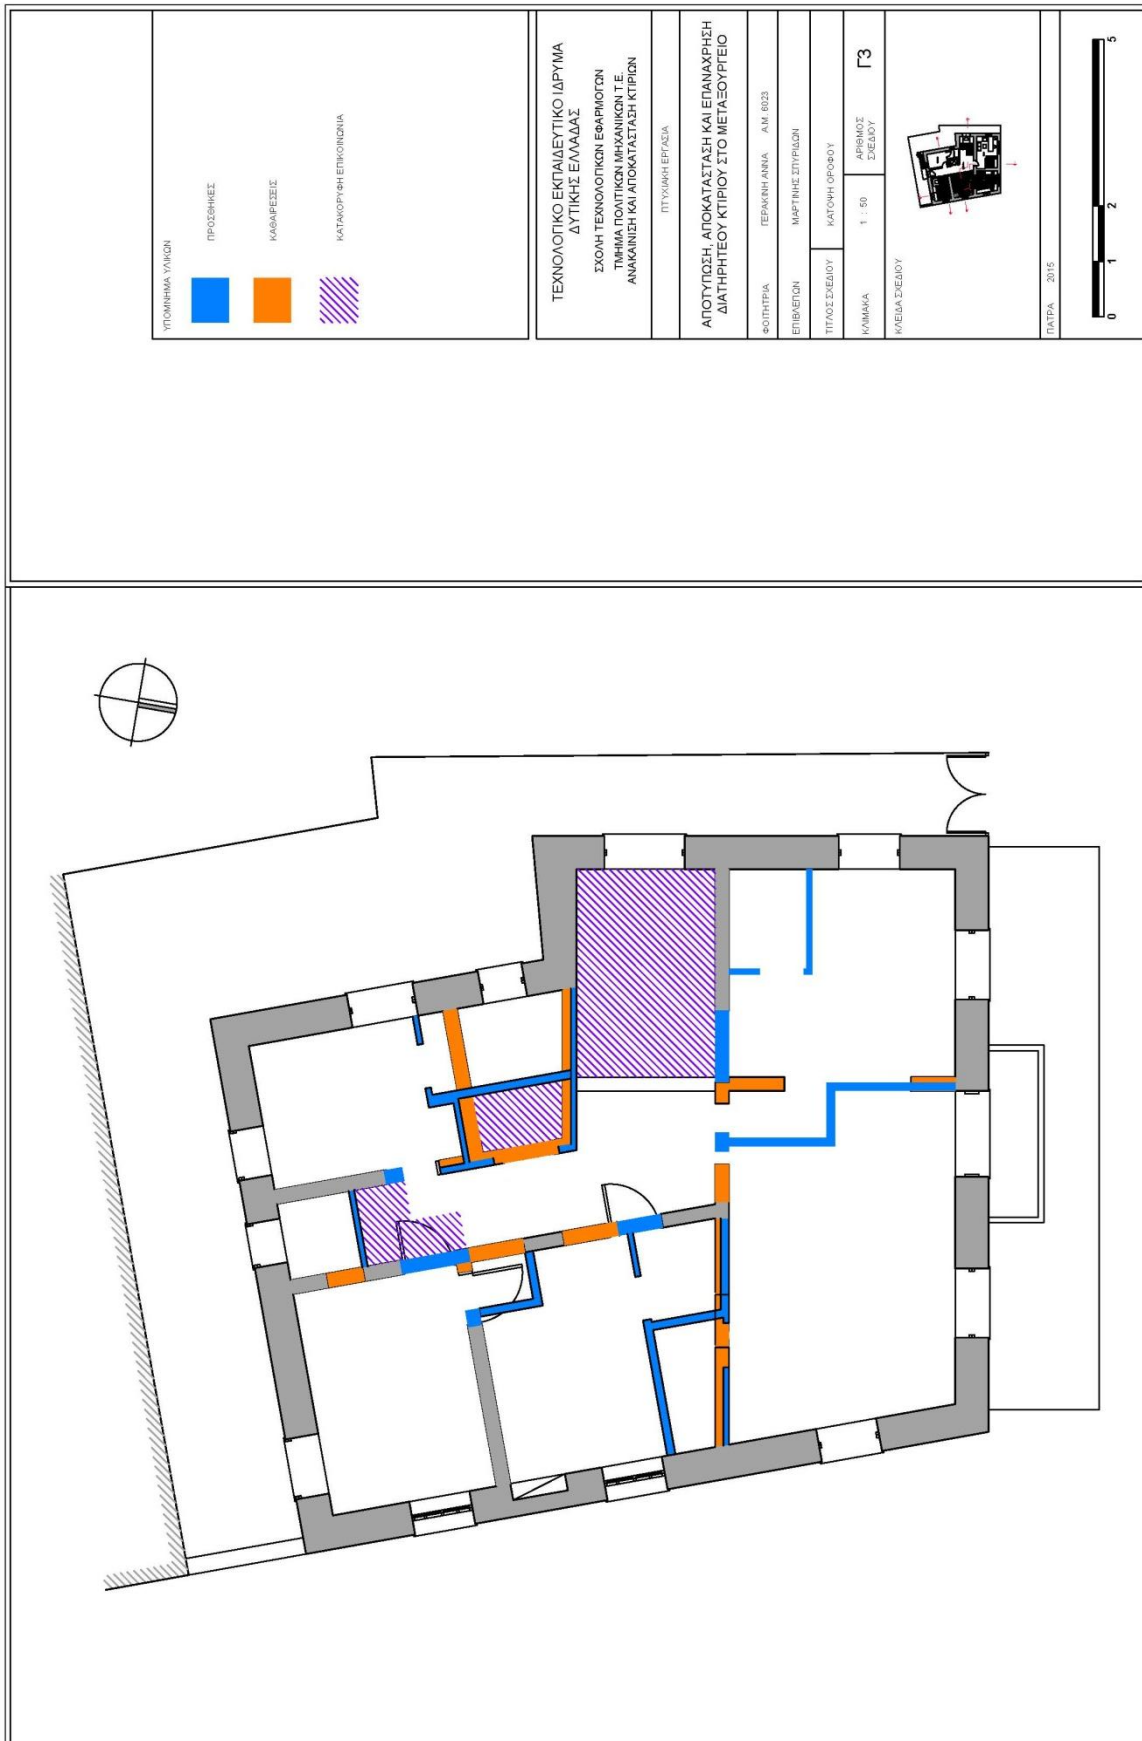 ΥΠΟΜΝΗΜΑ ΥΛΙΚΩΝ
ΠΡΟΣΘΗΚΕΣ
ΚΑΘΑΙΡΕΣΕΙΣ
ΚΑΤΑΚΟΡΥΦΗ ΕΠΙΚΟΙΝΩΝΙΑ
ΤΕΧΝΟΛΟΓΙΚΟ ΕΚΠΑΙΔΕΥΤΙΚΟ ΙΔΡΥΜΑ
ΔΥΤΙΚΗΣ ΕΛΛΑΔΑΣ
ΣΧΟΛΗ ΤΕΧΝΟΛΟΓΙΚΩΝ ΕΦΑΡΜΟΓΩΝ
ΤΜΗΜΑ ΠΟΛΙΤΙΚΩΝ ΜΗΧΑΝΙΚΩΝ Τ.Ε.
ΑΝΑΚΑΙΝΙΣΗ ΚΑΙ ΑΠΟΚΑΤΑΣΤΑΣΗ ΚΤΙΡΙΩΝ
ΠΤΥΧΙΑΚΗ ΕΡΓΑΣΙΑ
ΑΠΟΤΥΠΩΣΗ, ΑΠΟΚΑΤΑΣΤΑΣΗ ΚΑΙ ΕΠΑΝΑΧΡΗΣΗ
ΔΙΑΤΗΡΗΤΕΟΥ ΚΤΙΡΙΟΥ ΣΤΟ ΜΕΤΑΞΟΥΡΓΕΙΟ
ΦΟΙΤΗΤΡΙΑ ΓΕΡΑΚΙΝΗ ΑΝΝΑ Α.Μ. 6023
ΕΠΙΒΛΕΠΩΝ ΜΑΡΤΙΝΗΣ ΣΠΥΡΙΔΩΝ
ΤΙΤΛΟΣ ΣΧΕΔΙΟΥ ΚΑΤΟΨΗ ΟΡΟΦΟΥ
ΚΛΙΜΑΚΑ 1 : 50 ΑΡΙΘΜΟΣ ΣΧΕΔΙΟΥ Γ3
ΚΛΕΙΔΑ ΣΧΕΔΙΟΥ
ΠΑΤΡΑ 2015
0 1 2 5